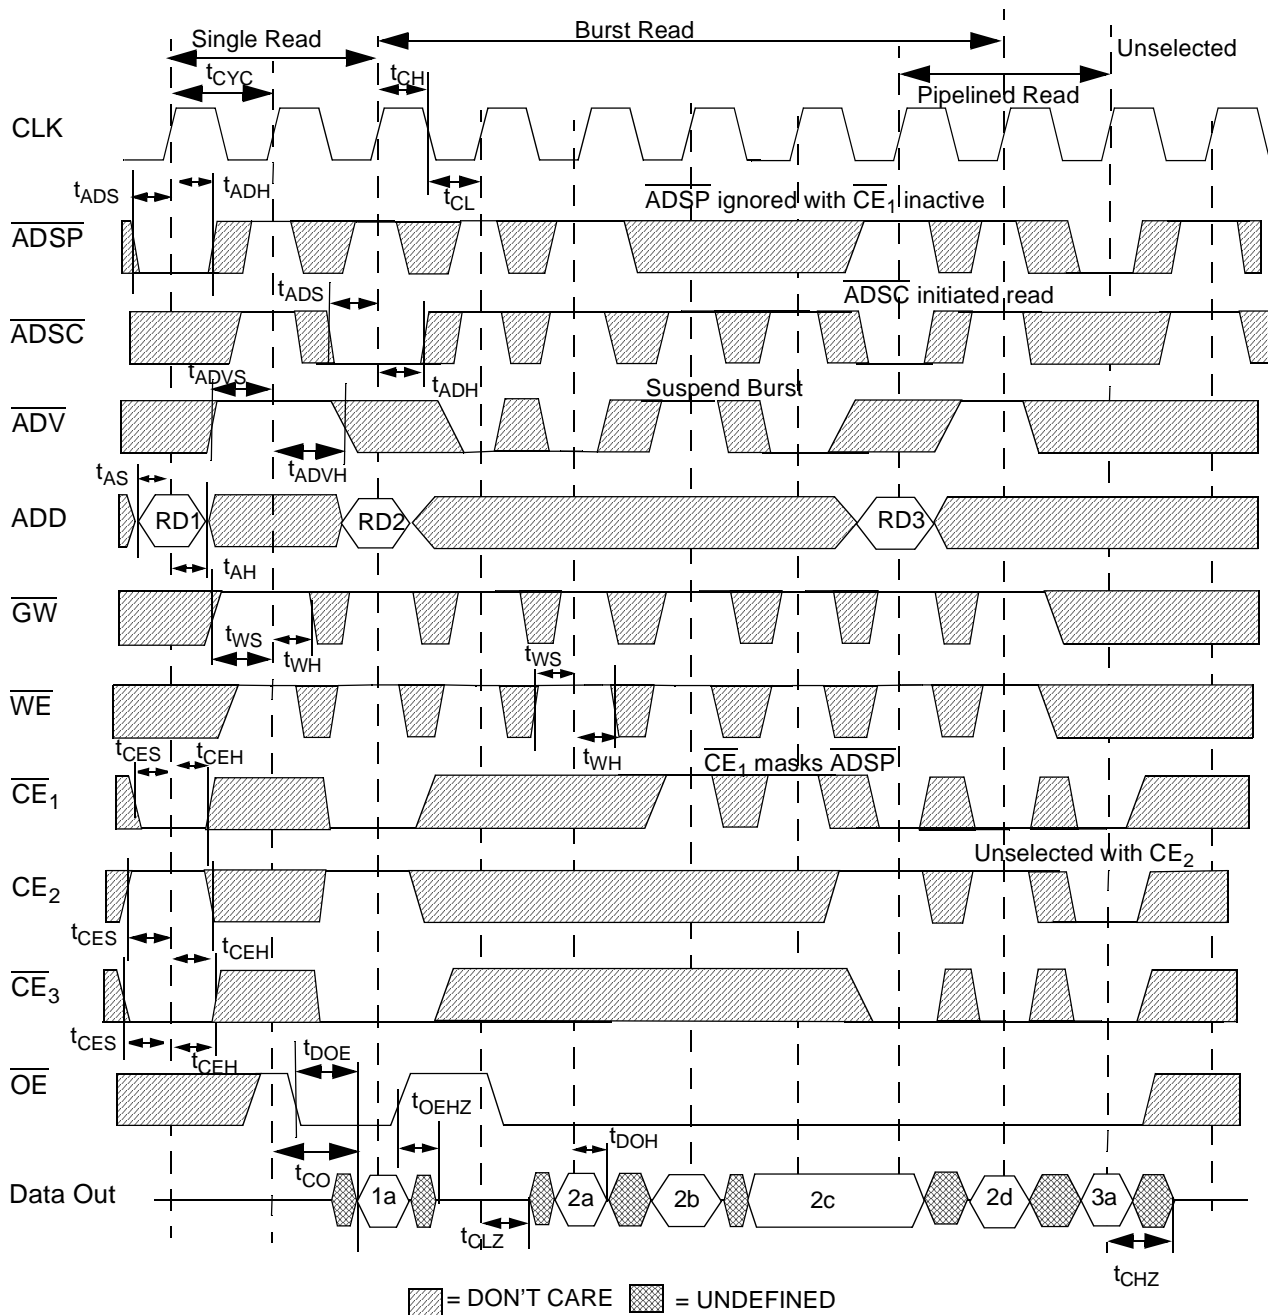 Single Read
Burst Read
Unselected
tCYC
tCH
Pipelined Read
CLK
tADS
tADH
tCL
ADSP ignored with CE1 inactive
ADSP
tADS
ADSC initiated read
ADSC
tADVS
tADH
Suspend Burst
ADV
tADVH
tAS
ADD
RD1
RD2
RD3
tAH
GW
tWS
tWH
tWS
WE
tCES
tCEH
tWH
CE1 masks ADSP
CE1
Unselected with CE2
CE2
tCES
tCEH
CE3
tCES
tCEH
tDOE
OE
tOEHZ
tCO
tDOH
Data Out
1a
2a
2b
2c
2d
3a
tCLZ
tCHZ
= DON'T CARE
= UNDEFINED